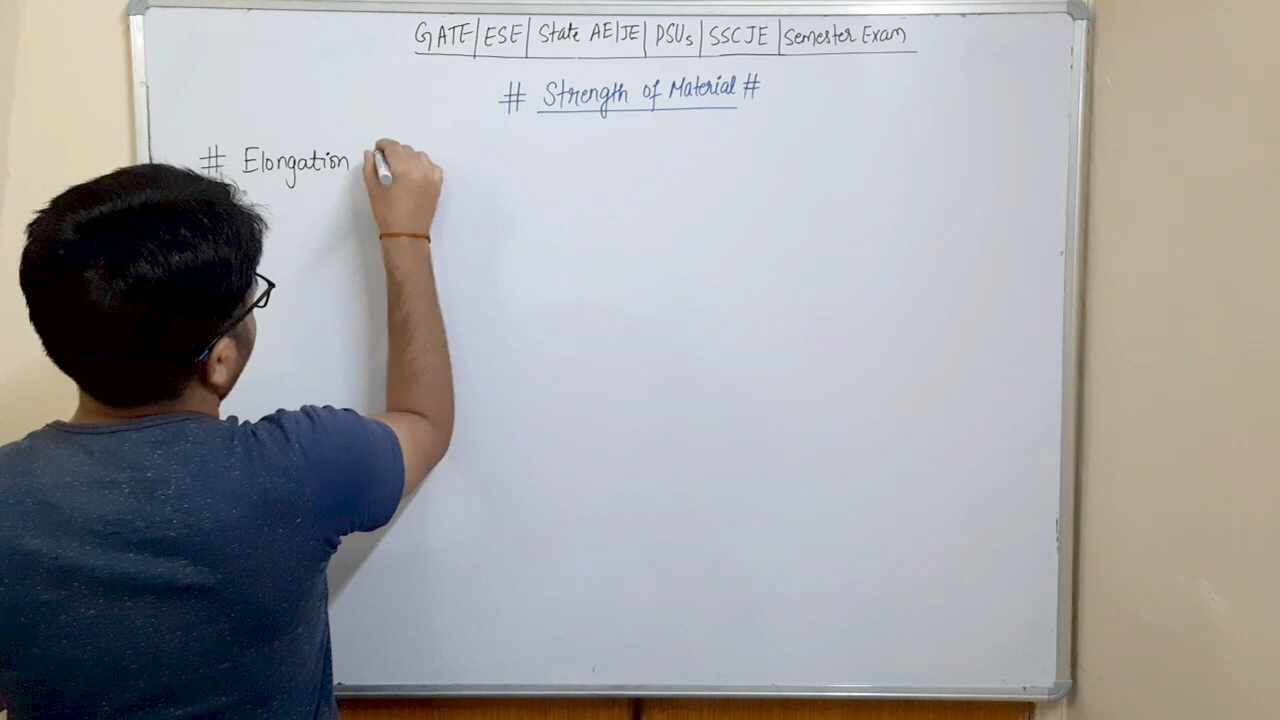 GATE|ESE|State AE|JE|PSUs|SSCJE|Semester Exam
# Strength of Material #
# Elongation